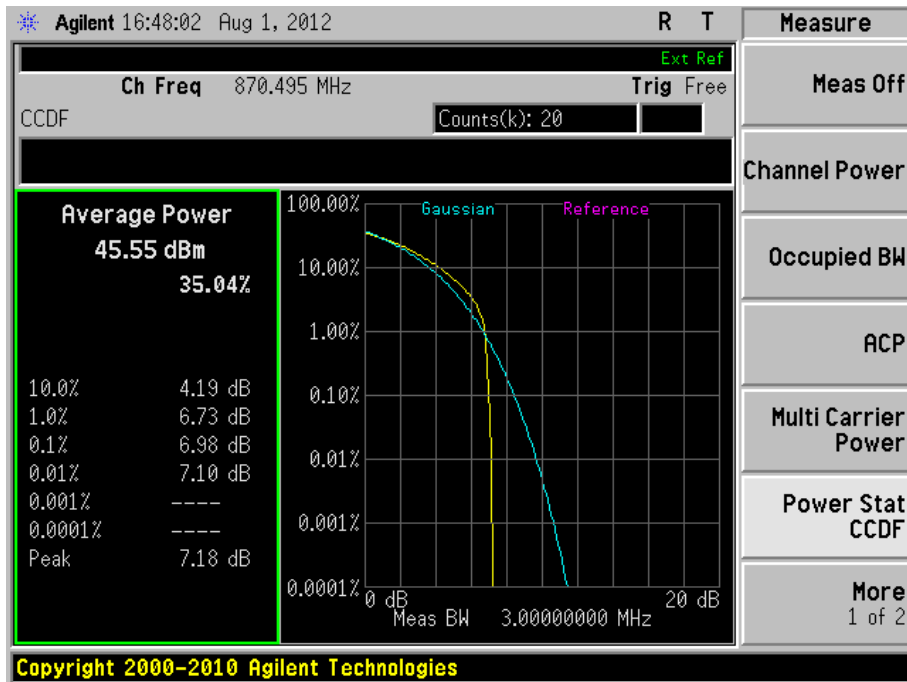 Agilent 16:48:02 Aug 1, 2012 R T
Measure
Ext Ref
Ch Freq 870.495 MHz Trig Free
CCDF Counts(k): 20
Meas Off
Channel Power
Occupied BW
ACP
Multi Carrier
Power
Power Stat
CCDF
More
1 of 2
Average Power
45.55 dBm
35.04%
10.0% 4.19 dB
1.0% 6.73 dB
0.1% 6.98 dB
0.01% 7.10 dB
0.001% ----
0.0001% ----
Peak 7.18 dB
Gaussian Reference
100.00%
10.00%
1.00%
0.10%
0.01%
0.001%
0.0001%
0 dB 20 dB
Meas BW 3.00000000 MHz
Copyright 2000-2010 Agilent Technologies